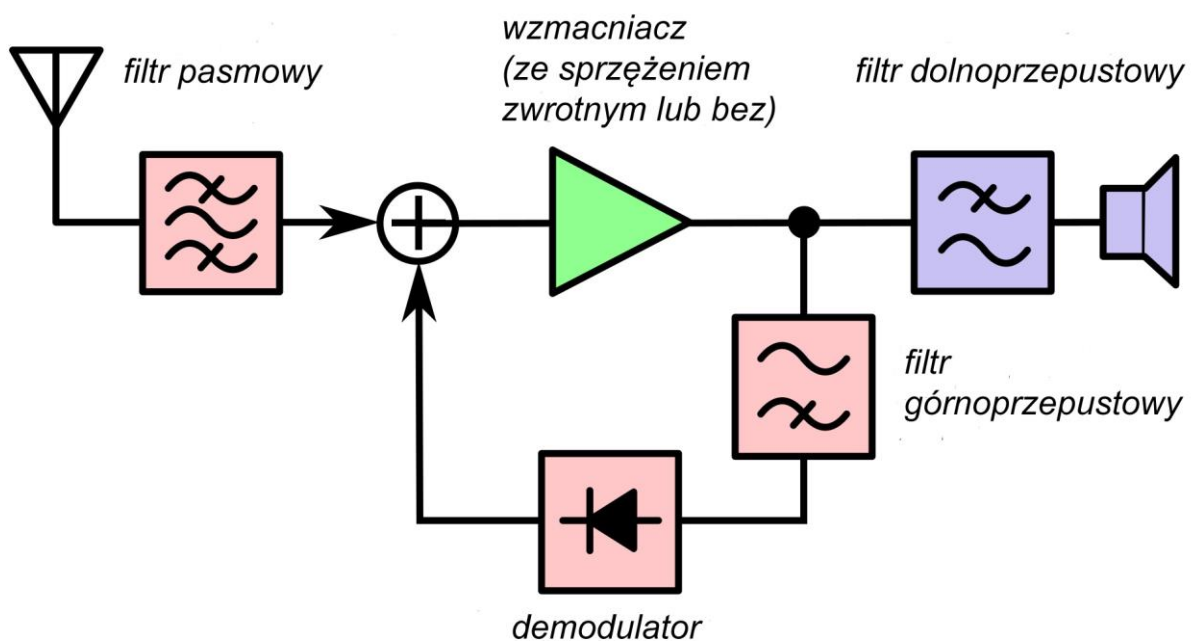 filtr pasmowy
wzmacniacz
(ze sprzężeniem
zwrotnym lub bez)
filtr dolnoprzepustowy
filtr
górnoprzepustowy
demodulator